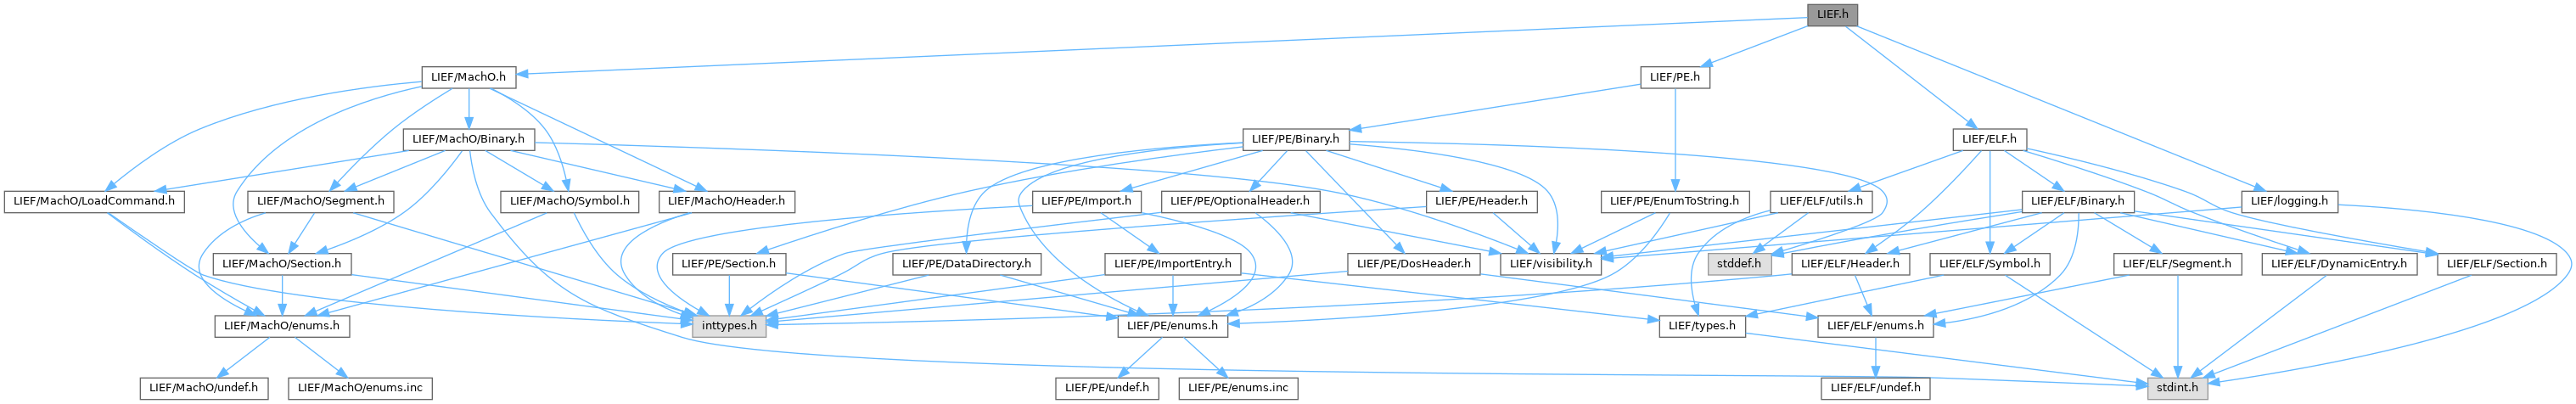 LIEF.h
LIEF/MachO.h
LIEF/PE.h
LIEF/MachO/Binary.h
LIEF/PE/Binary.h
LIEF/ELF.h
LIEF/MachO/LoadCommand.h
LIEF/MachO/Segment.h
LIEF/MachO/Symbol.h
LIEF/MachO/Header.h
LIEF/PE/Import.h
LIEF/PE/OptionalHeader.h
LIEF/PE/Header.h
LIEF/PE/EnumToString.h
LIEF/ELF/utils.h
LIEF/ELF/Binary.h
LIEF/logging.h
LIEF/MachO/Section.h
LIEF/PE/Section.h
LIEF/PE/DataDirectory.h
LIEF/PE/ImportEntry.h
LIEF/PE/DosHeader.h
LIEF/visibility.h
stddef.h
LIEF/ELF/Header.h
LIEF/ELF/Symbol.h
LIEF/ELF/Segment.h
LIEF/ELF/DynamicEntry.h
LIEF/ELF/Section.h
LIEF/MachO/enums.h
inttypes.h
LIEF/PE/enums.h
LIEF/types.h
LIEF/ELF/enums.h
LIEF/MachO/undef.h
LIEF/MachO/enums.inc
LIEF/PE/undef.h
LIEF/PE/enums.inc
LIEF/ELF/undef.h
stdint.h